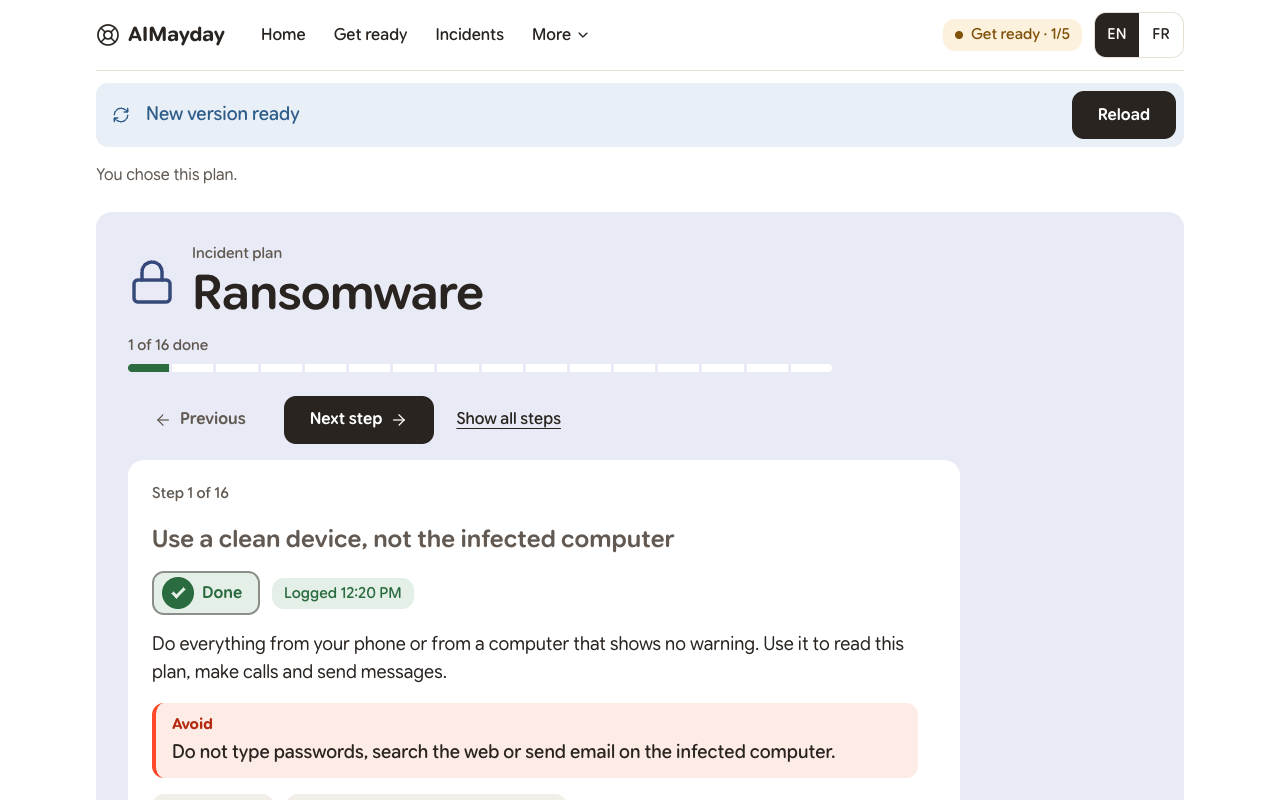 AIMayday
Home
Get ready
Incidents
More
Get ready · 1/5
EN
FR
New version ready
Reload
You chose this plan.
Incident plan
Ransomware
1 of 16 done
Previous
Next step
Show all steps
Step 1 of 16
Use a clean device, not the infected computer
Done
Logged 12:20 PM
Do everything from your phone or from a computer that shows no warning. Use it to read this
plan, make calls and send messages.
Avoid
Do not type passwords, search the web or send email on the infected computer.